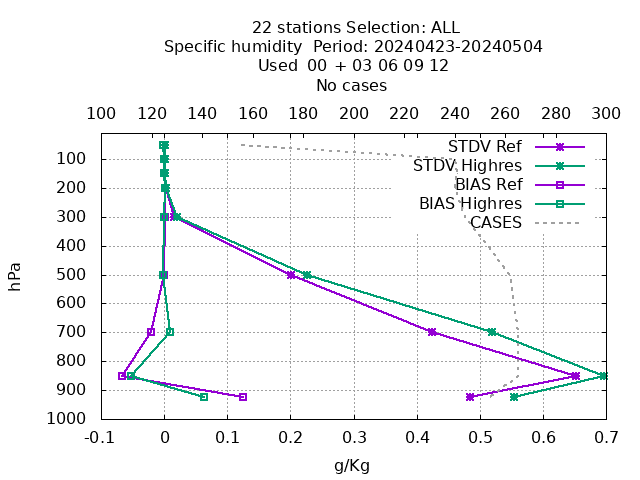 22 stations Selection: ALL
Specific humidity  Period: 20240423-20240504
Used  00 + 03 06 09 12
No cases
100 120 140 160 180 200 220 240 260 280 300
STDV Ref
STDV Highres
BIAS Ref
BIAS Highres
CASES
100
200
300
400
500
600
700
800
900
1000
hPa
-0.1 0 0.1 0.2 0.3 0.4 0.5 0.6 0.7
g/Kg